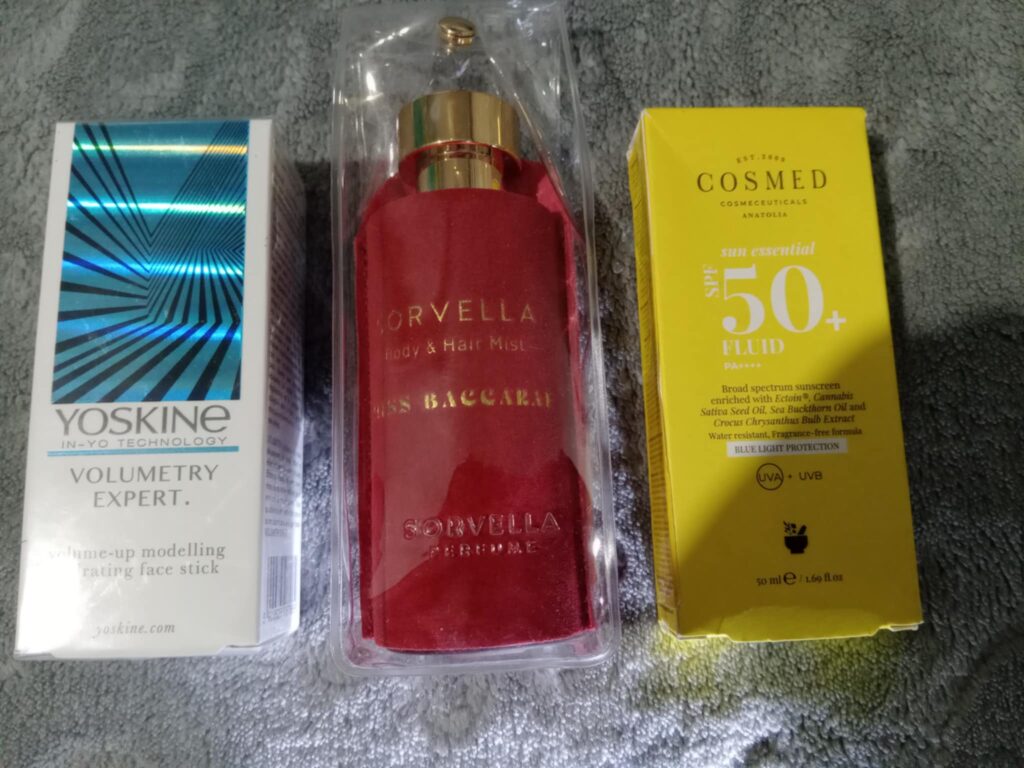 YOSKINE
IN-YO TECHNOLOGY
VOLUMETRY
EXPERT.
modelling
face stick
yoskine.com
Body & Hair Mist
BACCARAT
SORVELLA
PERFUME
EST. 2009
COSMED
COSMECEUTICALS
ANATOLIA
sun essential
SPF
50+
FLUID
PA++++
Broad spectrum sunscreen
enriched with Ectoin®, Cannabis
Sativa Seed Oil, Sea Buckthorn Oil and
Crocus Chrysanthus Bulb Extract
Water resistant, Fragrance-free formula
BLUE LIGHT PROTECTION
UVA + UVB
50 ml e / 1.69 fl.oz